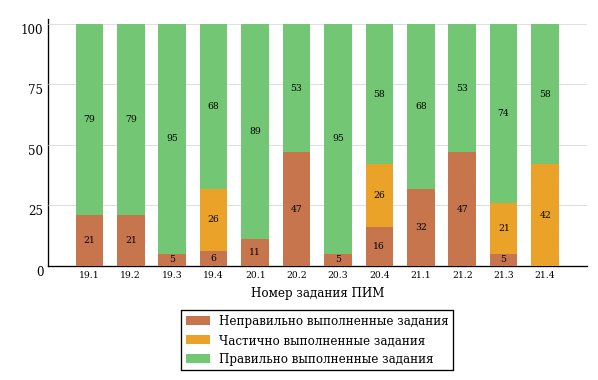 100
79 79 95 68 89 53 95 58 68 53 74 58
75
50
26 26 21 42
25
21 21 5 6 11 47 5 16 32 47 5
0
19.1 19.2 19.3 19.4 20.1 20.2 20.3 20.4 21.1 21.2 21.3 21.4
Номер задания ПИМ
Неправильно выполненные задания
Частично выполненные задания
Правильно выполненные задания